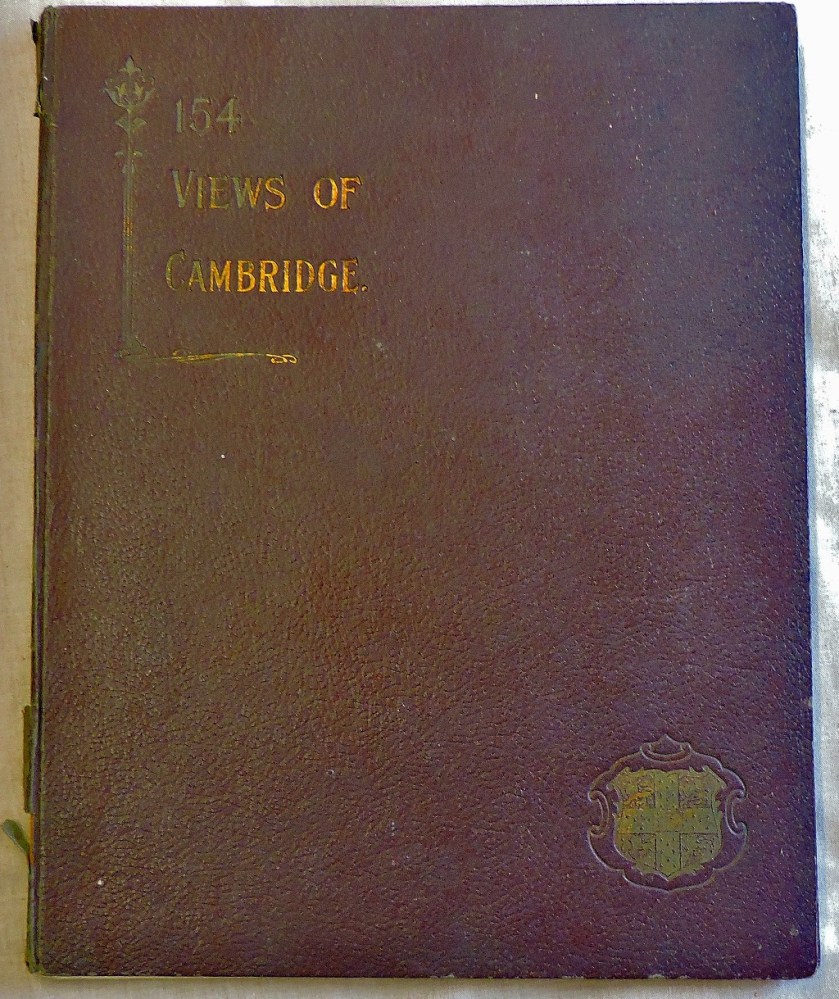 154
VIEWS OF
CAMBRIDGE.